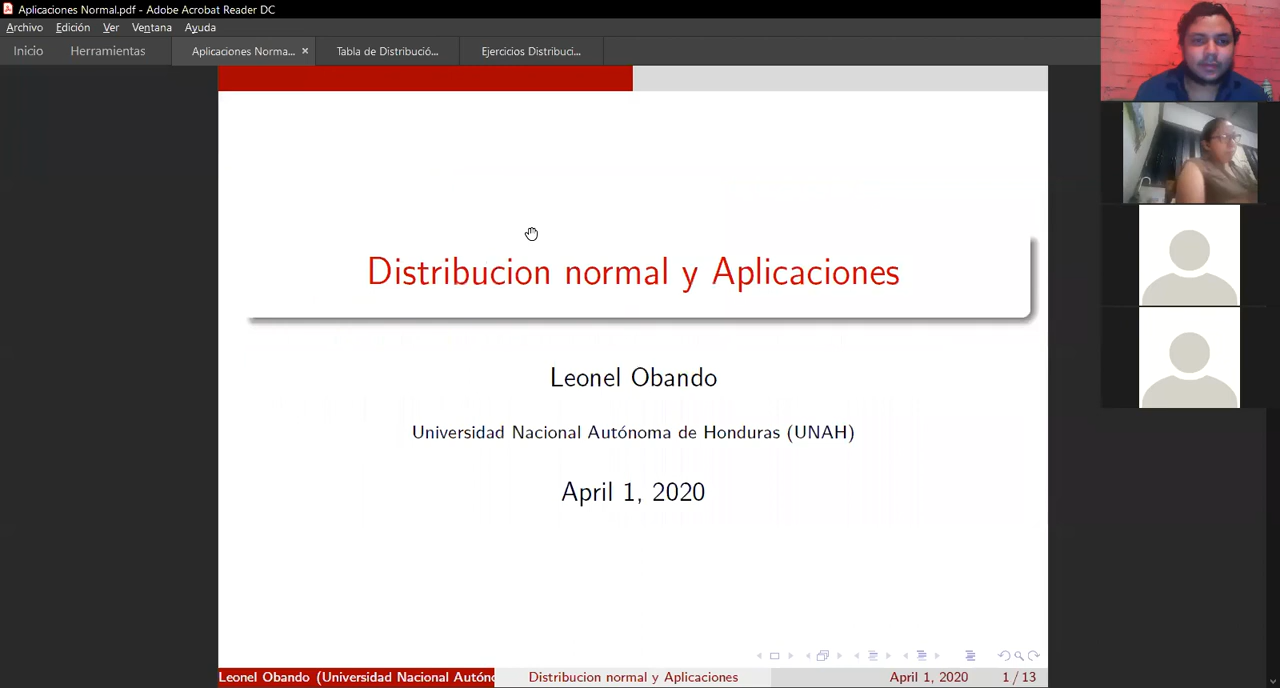 Aplicaciones Normal.pdf - Adobe Acrobat Reader DC
Archivo Edición Ver Ventana Ayuda
Inicio Herramientas Aplicaciones Norma... × Tabla de Distribució... Ejercicios Distribuci...
Distribucion normal y Aplicaciones
Leonel Obando
Universidad Nacional Autónoma de Honduras (UNAH)
April 1, 2020
Leonel Obando (Universidad Nacional Autóno Distribucion normal y Aplicaciones April 1, 2020 1 / 13